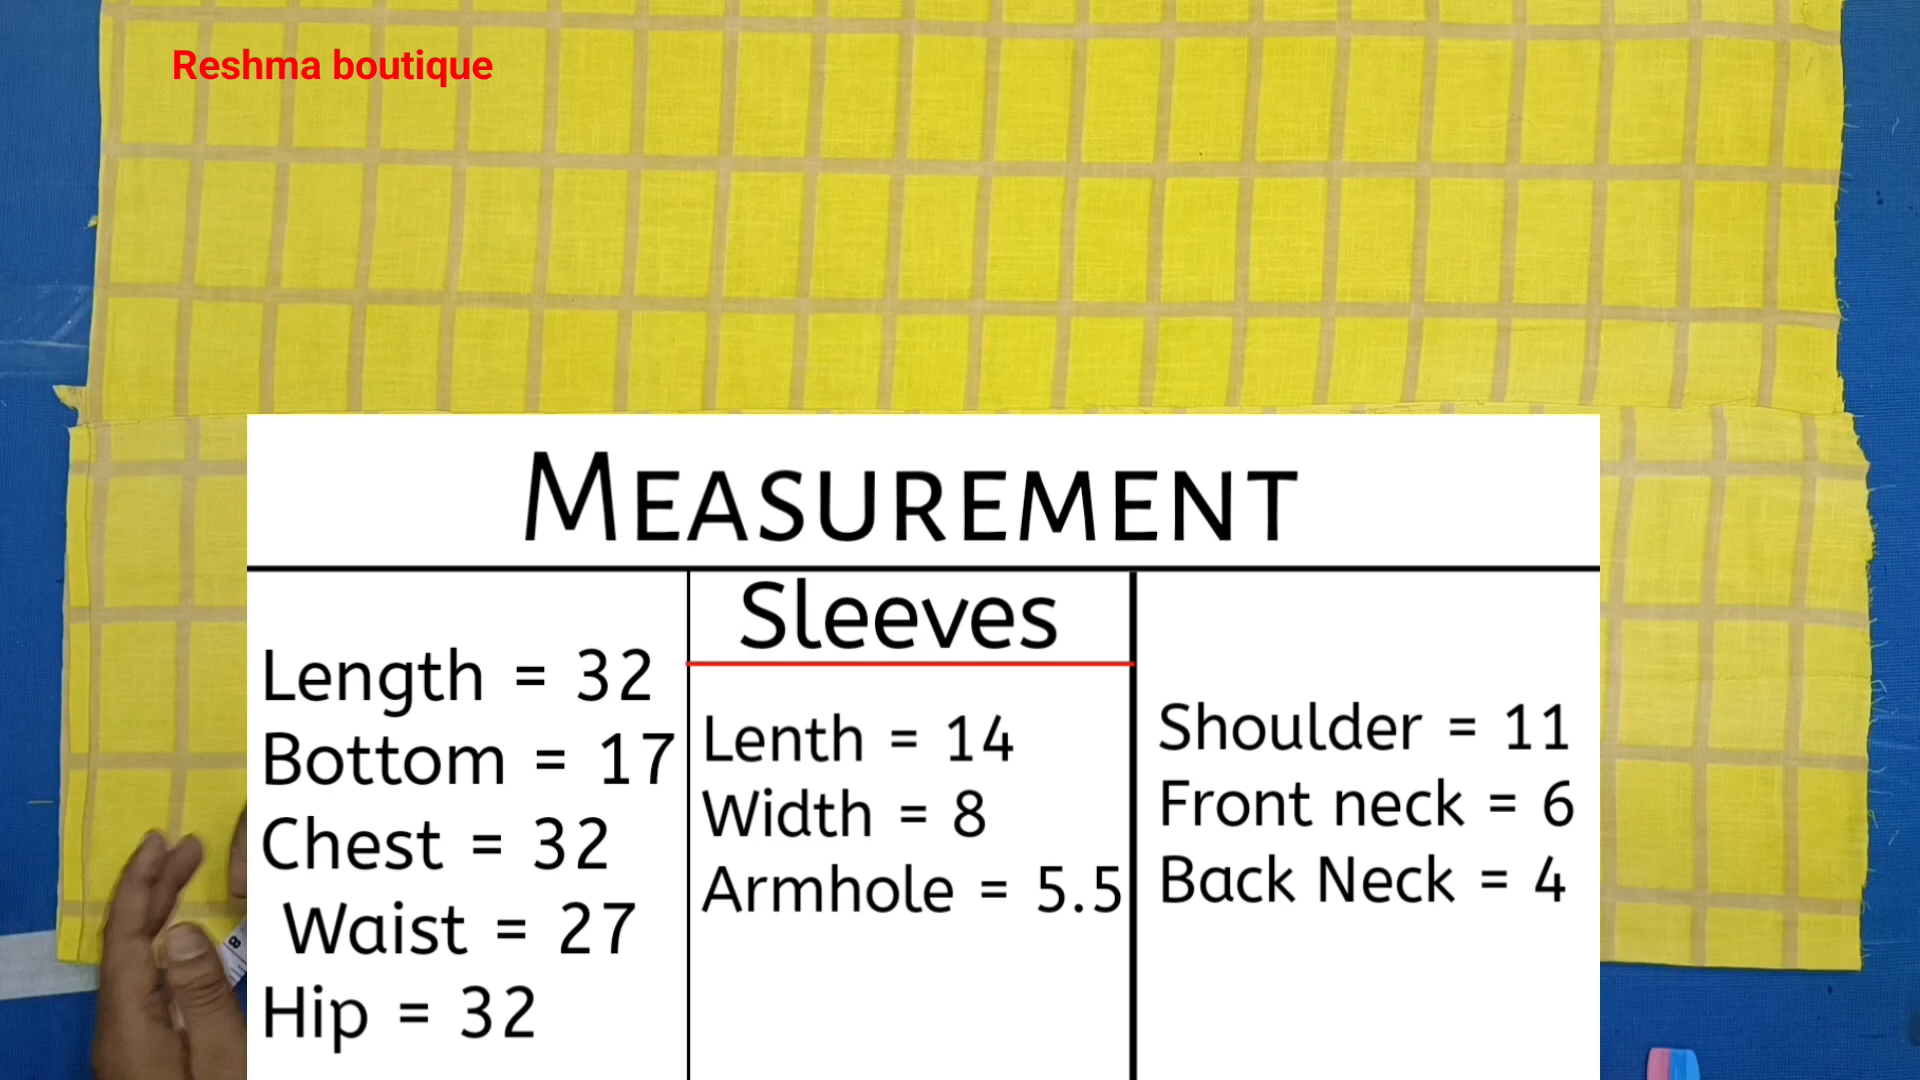 Reshma boutique
MEASUREMENT
Length = 32
Bottom = 17
Chest = 32
Waist = 27
Hip = 32
Sleeves
Lenth = 14
Width = 8
Armhole = 5.5
Shoulder = 11
Front neck = 6
Back Neck = 4
8